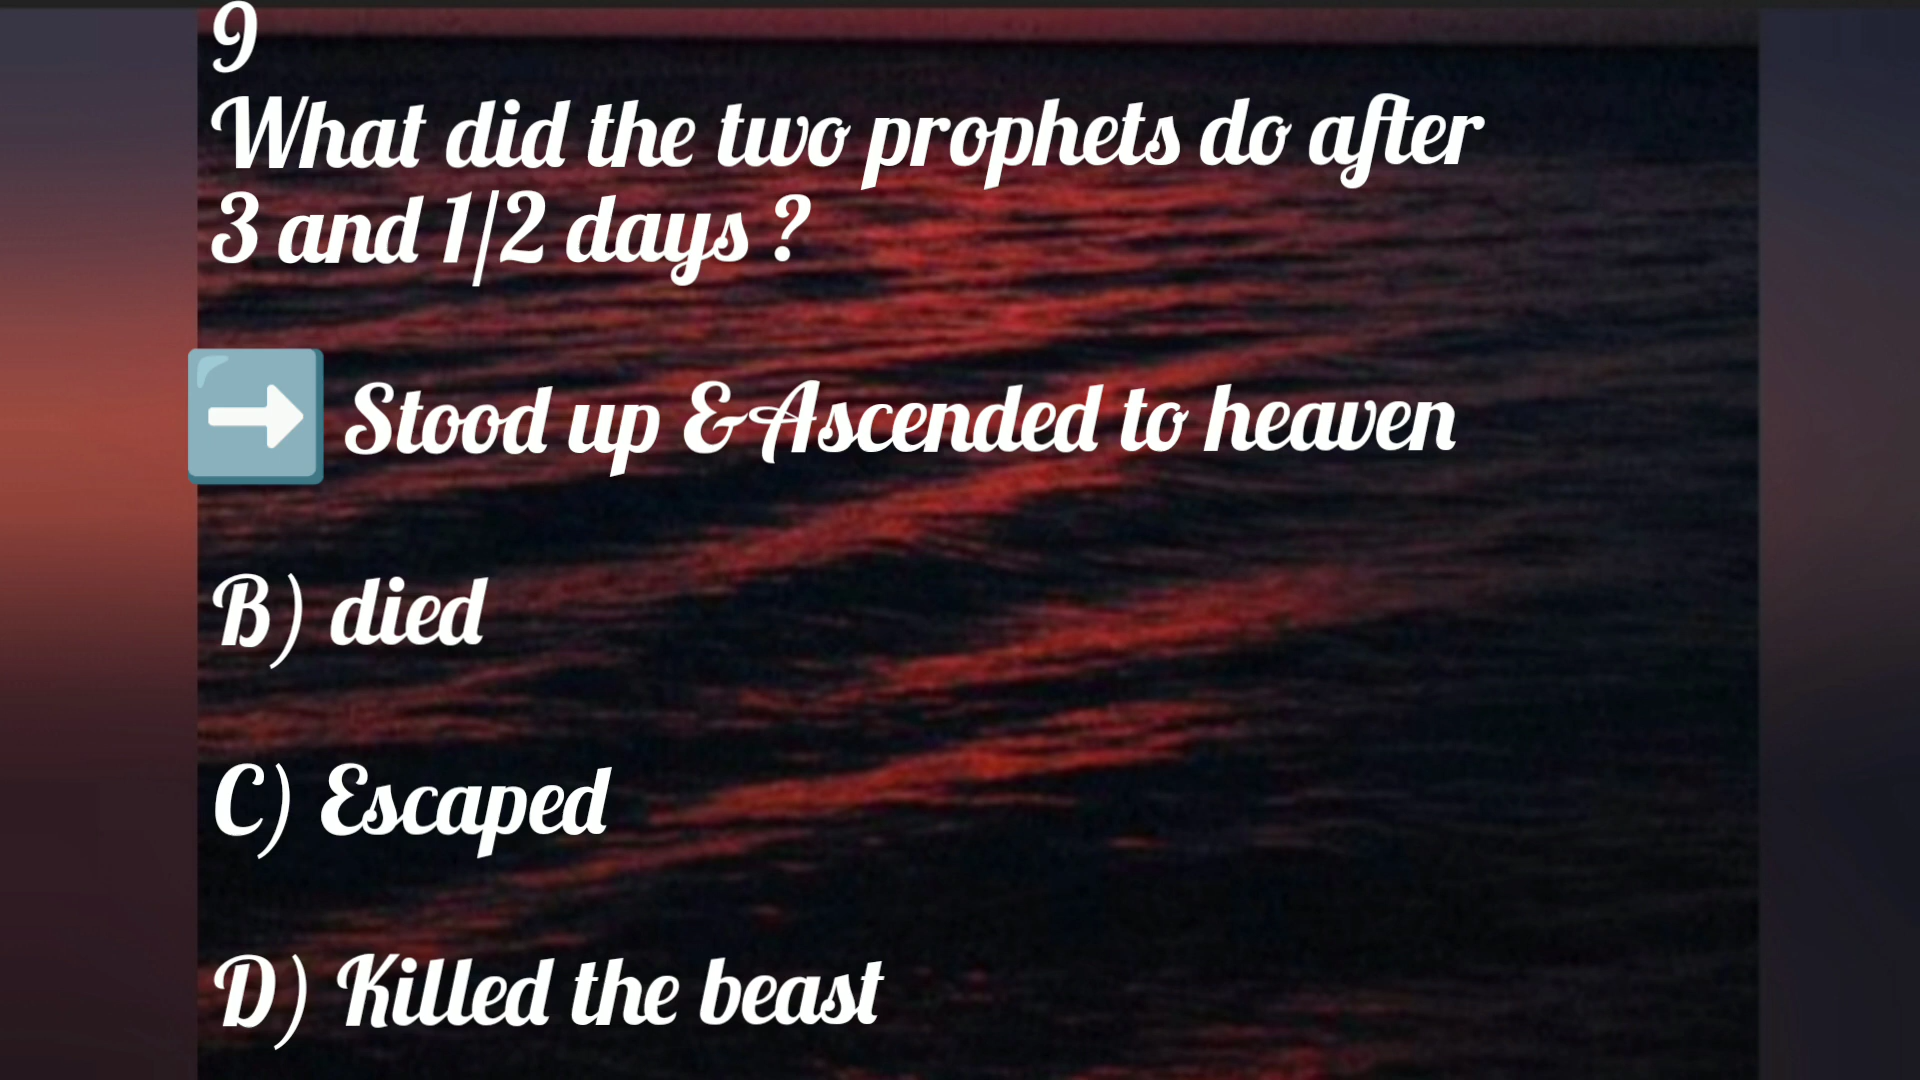 9
What did the two prophets do after
3 and 1/2 days ?
➡️ Stood up & Ascended to heaven
B) died
C) Escaped
D) Killed the beast